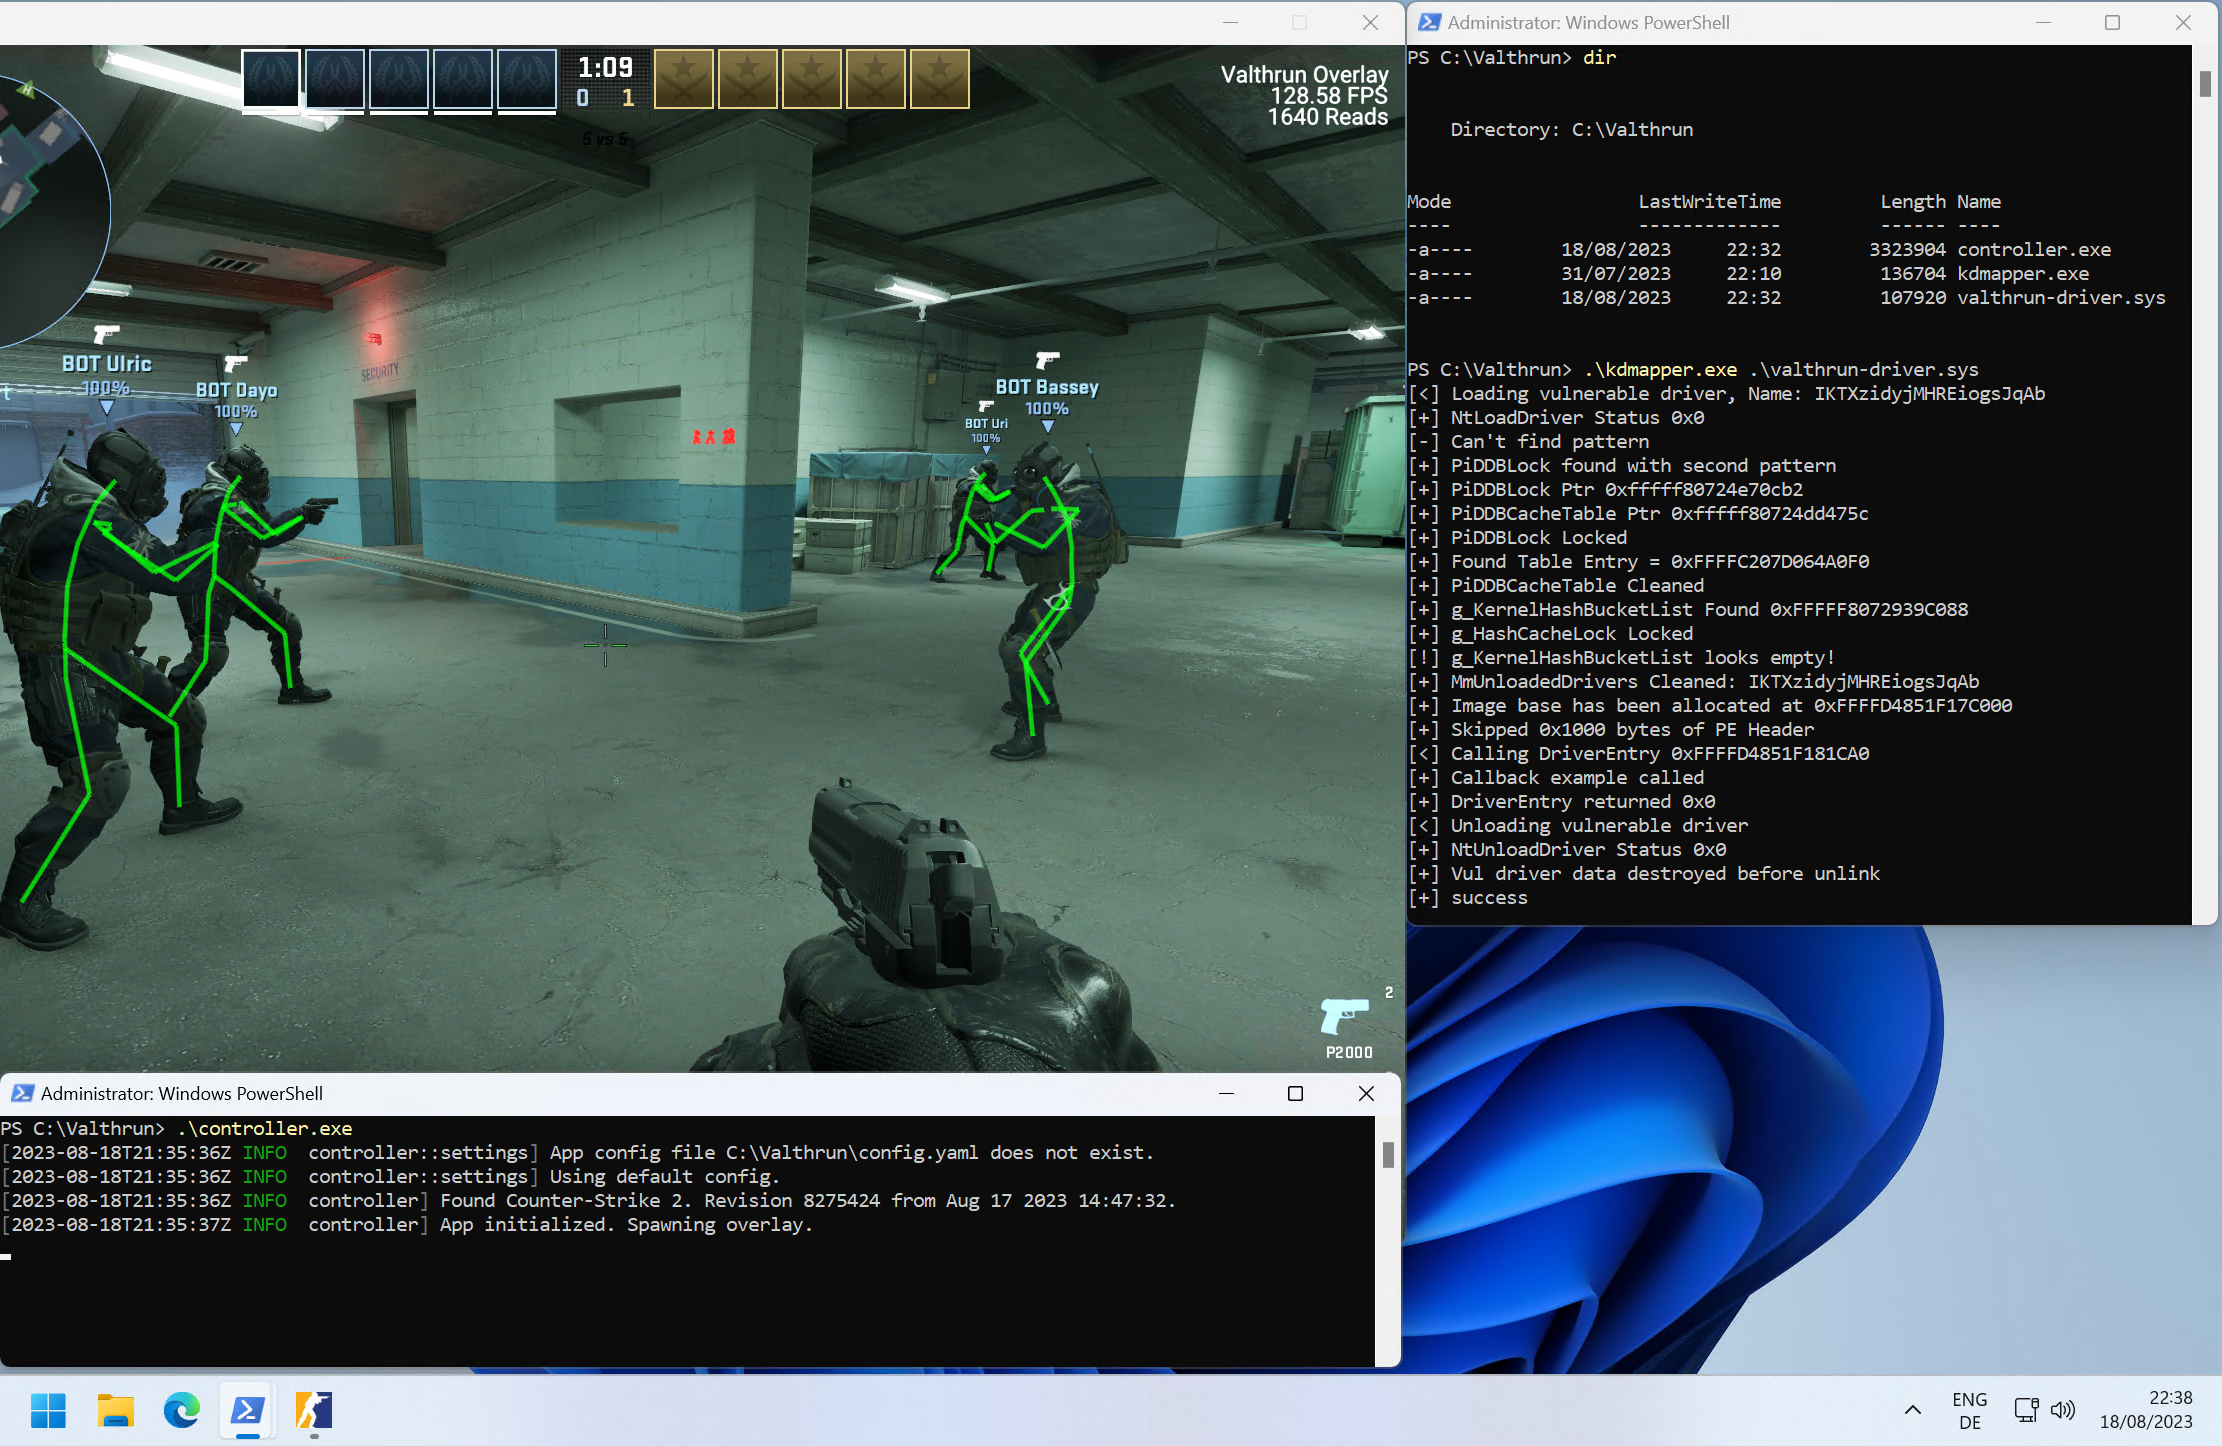 1:09
0 1
5 vs 5
Valthrun Overlay
128.58 FPS
1640 Reads
H
BOT Ulric
100%
t
BOT Dayo
100%
SECURITY
BOT Uri
100%
BOT Bassey
100%
2
P2000
Administrator: Windows PowerShell
PS C:\Valthrun> dir
Directory: C:\Valthrun
Mode LastWriteTime Length Name
---- ------------- ------ ----
-a---- 18/08/2023 22:32 3323904 controller.exe
-a---- 31/07/2023 22:10 136704 kdmapper.exe
-a---- 18/08/2023 22:32 107920 valthrun-driver.sys
PS C:\Valthrun> .\kdmapper.exe .\valthrun-driver.sys
[<] Loading vulnerable driver, Name: IKTXzidyjMHREiogsJqAb
[+] NtLoadDriver Status 0x0
[-] Can't find pattern
[+] PiDDBLock found with second pattern
[+] PiDDBLock Ptr 0xfffff80724e70cb2
[+] PiDDBCacheTable Ptr 0xfffff80724dd475c
[+] PiDDBLock Locked
[+] Found Table Entry = 0xFFFFC207D064A0F0
[+] PiDDBCacheTable Cleaned
[+] g_KernelHashBucketList Found 0xFFFFF8072939C088
[+] g_HashCacheLock Locked
[!] g_KernelHashBucketList looks empty!
[+] MmUnloadedDrivers Cleaned: IKTXzidyjMHREiogsJqAb
[+] Image base has been allocated at 0xFFFFD4851F17C000
[+] Skipped 0x1000 bytes of PE Header
[<] Calling DriverEntry 0xFFFFD4851F181CA0
[+] Callback example called
[+] DriverEntry returned 0x0
[<] Unloading vulnerable driver
[+] NtUnloadDriver Status 0x0
[+] Vul driver data destroyed before unlink
[+] success
Administrator: Windows PowerShell
PS C:\Valthrun> .\controller.exe
[2023-08-18T21:35:36Z INFO controller::settings] App config file C:\Valthrun\config.yaml does not exist.
[2023-08-18T21:35:36Z INFO controller::settings] Using default config.
[2023-08-18T21:35:36Z INFO controller] Found Counter-Strike 2. Revision 8275424 from Aug 17 2023 14:47:32.
[2023-08-18T21:35:37Z INFO controller] App initialized. Spawning overlay.
ENG
DE
22:38
18/08/2023